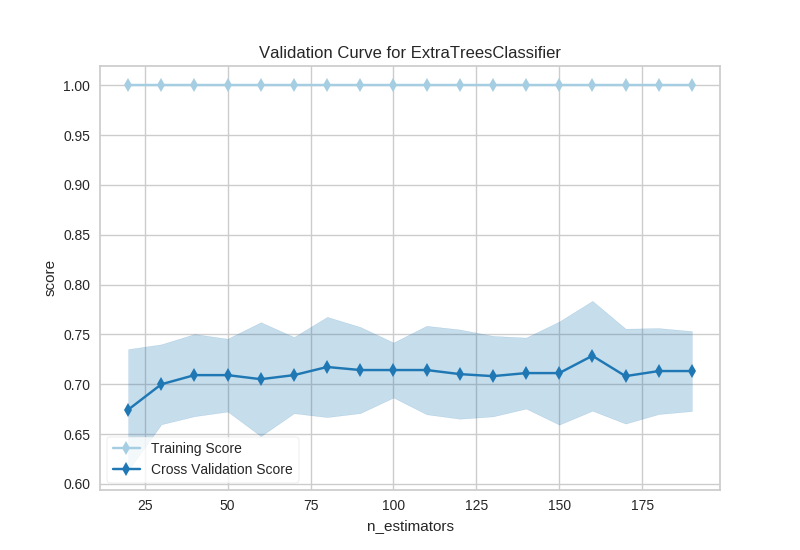 Validation Curve for ExtraTreesClassifier
1.00
0.95
0.90
0.85
0.80
0.75
0.70
0.65
0.60
score
Training Score
Cross Validation Score
25 50 75 100 125 150 175
n_estimators